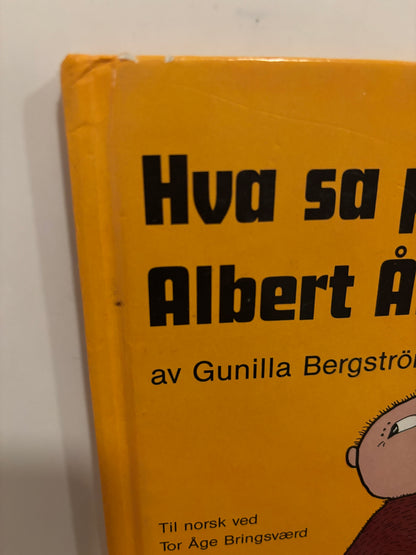 Hva sa p
Albert Å
av Gunilla Bergströ
Til norsk ved
Tor Åge Bringsværd